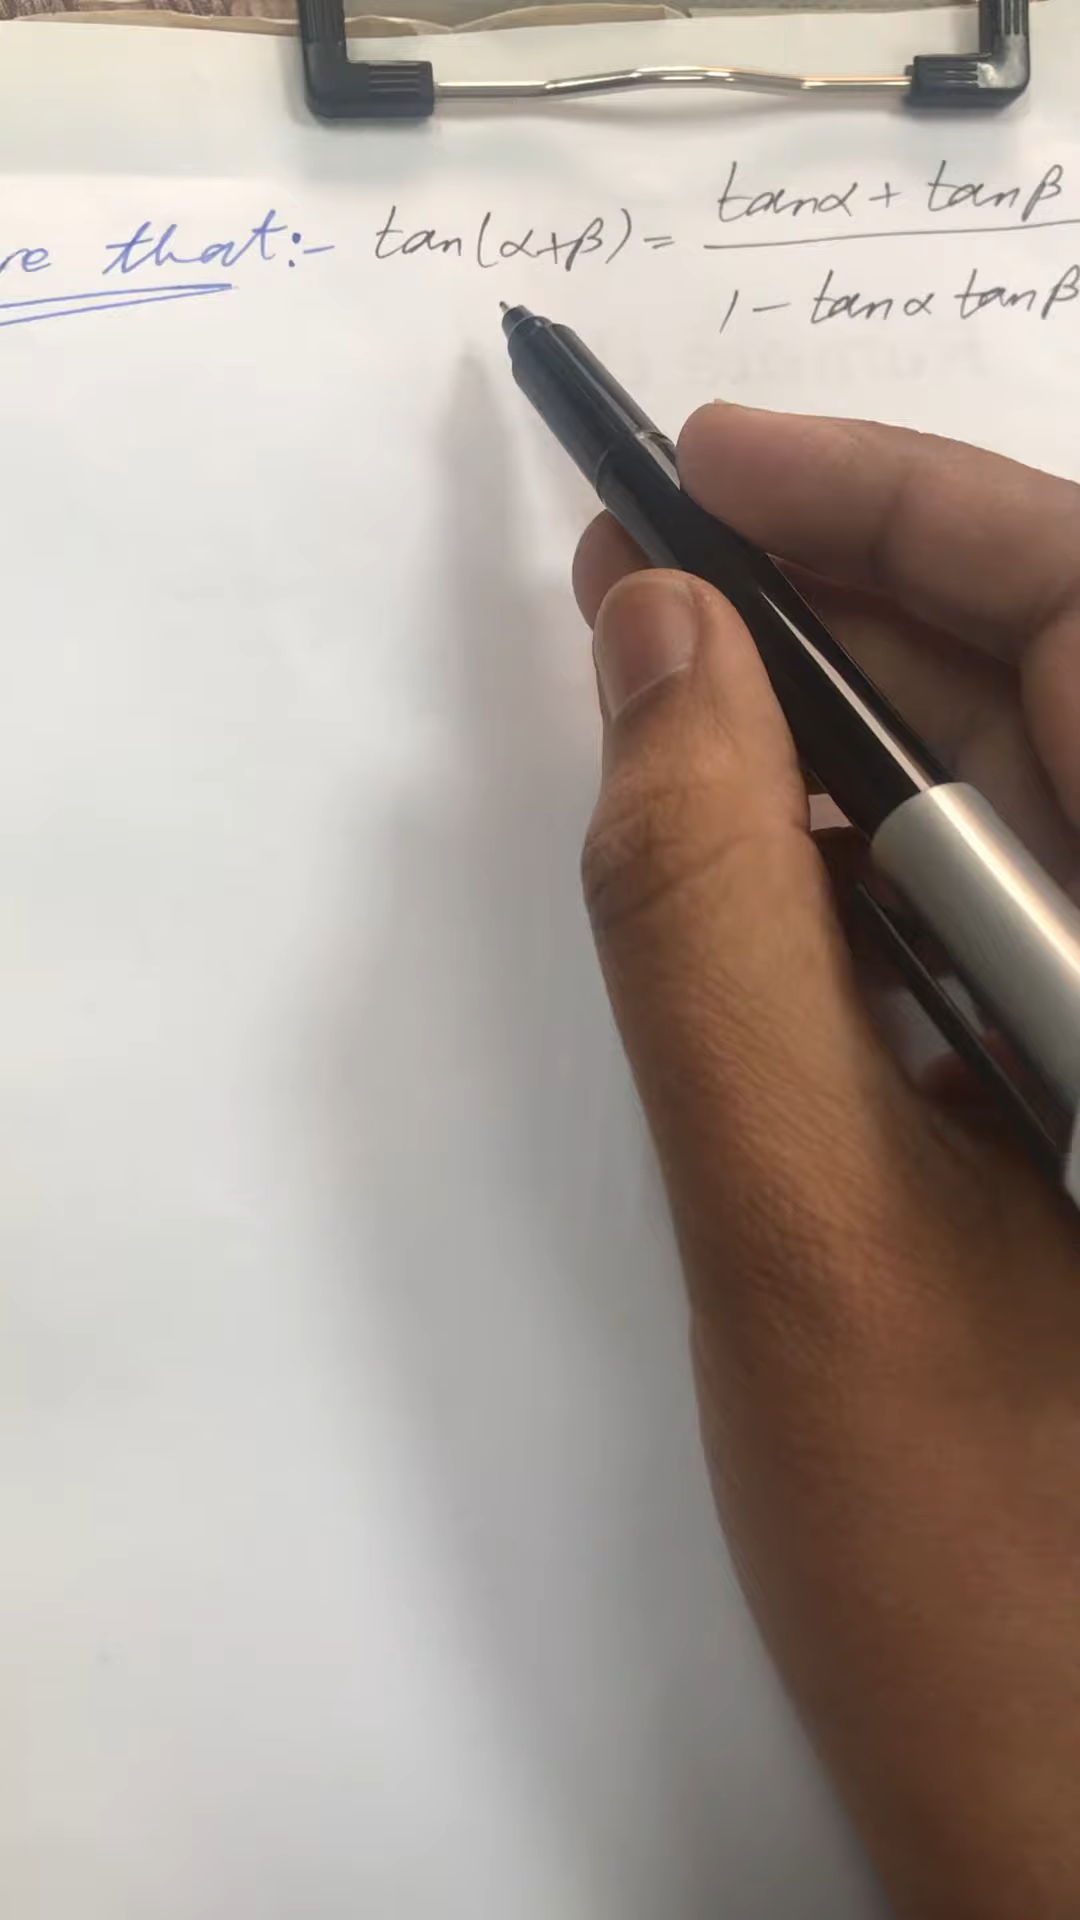 that:- tan(α+β) = tanα + tanβ / 1 - tanα tanβ